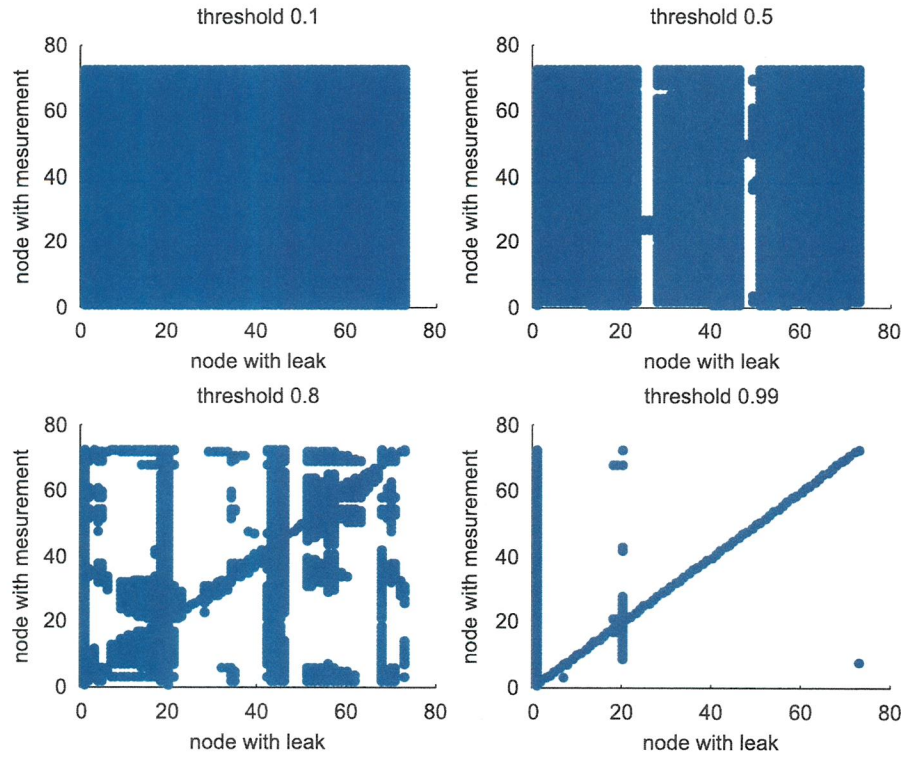 threshold 0.1
threshold 0.5
80
60
40
20
0
node with mesurement
0 20 40 60 80
node with leak
80
60
40
20
0
node with mesurement
0 20 40 60 80
node with leak
threshold 0.8
threshold 0.99
80
60
40
20
0
node with mesurement
0 20 40 60 80
node with leak
80
60
40
20
0
node with mesurement
0 20 40 60 80
node with leak